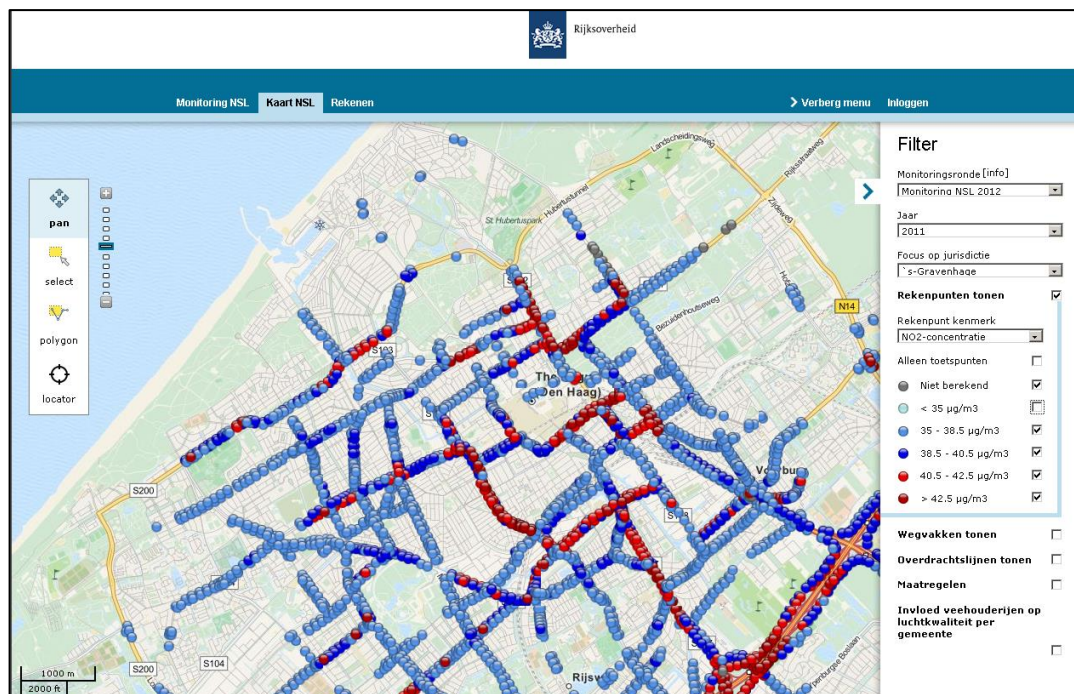 Rijksoverheid
Monitoring NSL
Kaart NSL
Rekenen
Verberg menu
Inloggen
pan
select
polygon
locator
Landscheidingsweg
Rijksstraatweg
Hubertustunnel
Zijdeweg
St. Hubertuspark
Bezuidenhoutseweg
N14
(Den Haag)
S200
S200
S104
1000 m
2000 ft
Filter
Monitoringsronde [info]
Monitoring NSL 2012
Jaar
2011
Focus op jurisdictie
`s-Gravenhage
Rekenpunten tonen
Rekenpunt kenmerk
NO2-concentratie
Alleen toetspunten
Niet berekend
< 35 µg/m3
35 - 38.5 µg/m3
38.5 - 40.5 µg/m3
40.5 - 42.5 µg/m3
> 42.5 µg/m3
Wegvakken tonen
Overdrachtslijnen tonen
Maatregelen
Invloed veehouderijen op
luchtkwaliteit per
gemeente